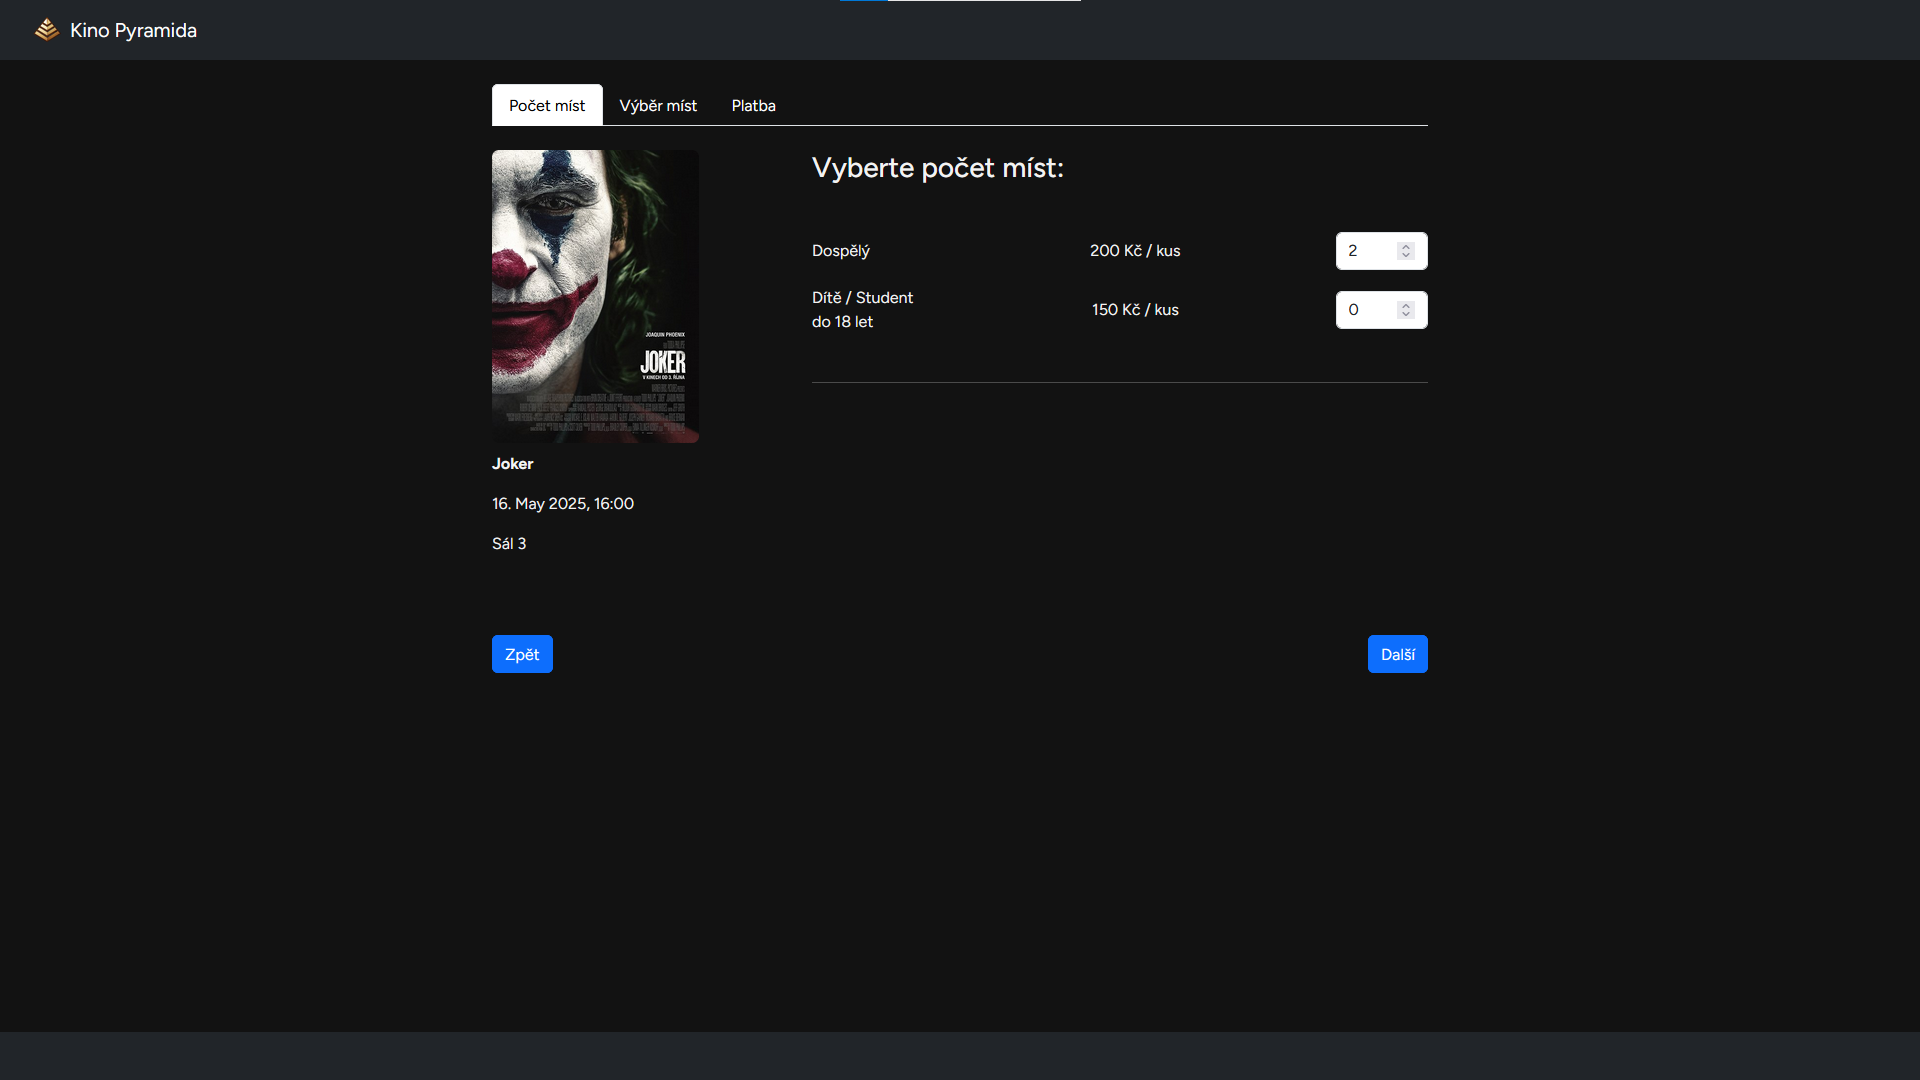 Kino Pyramida
Počet míst
Výběr míst
Platba
JOAQUIN PHOENIX
JOKER
V KINECH OD 3. ŘÍJNA
Joker
16. May 2025, 16:00
Sál 3
Vyberte počet míst:
Dospělý
200 Kč / kus
2
Dítě / Student
do 18 let
150 Kč / kus
0
Zpět
Další